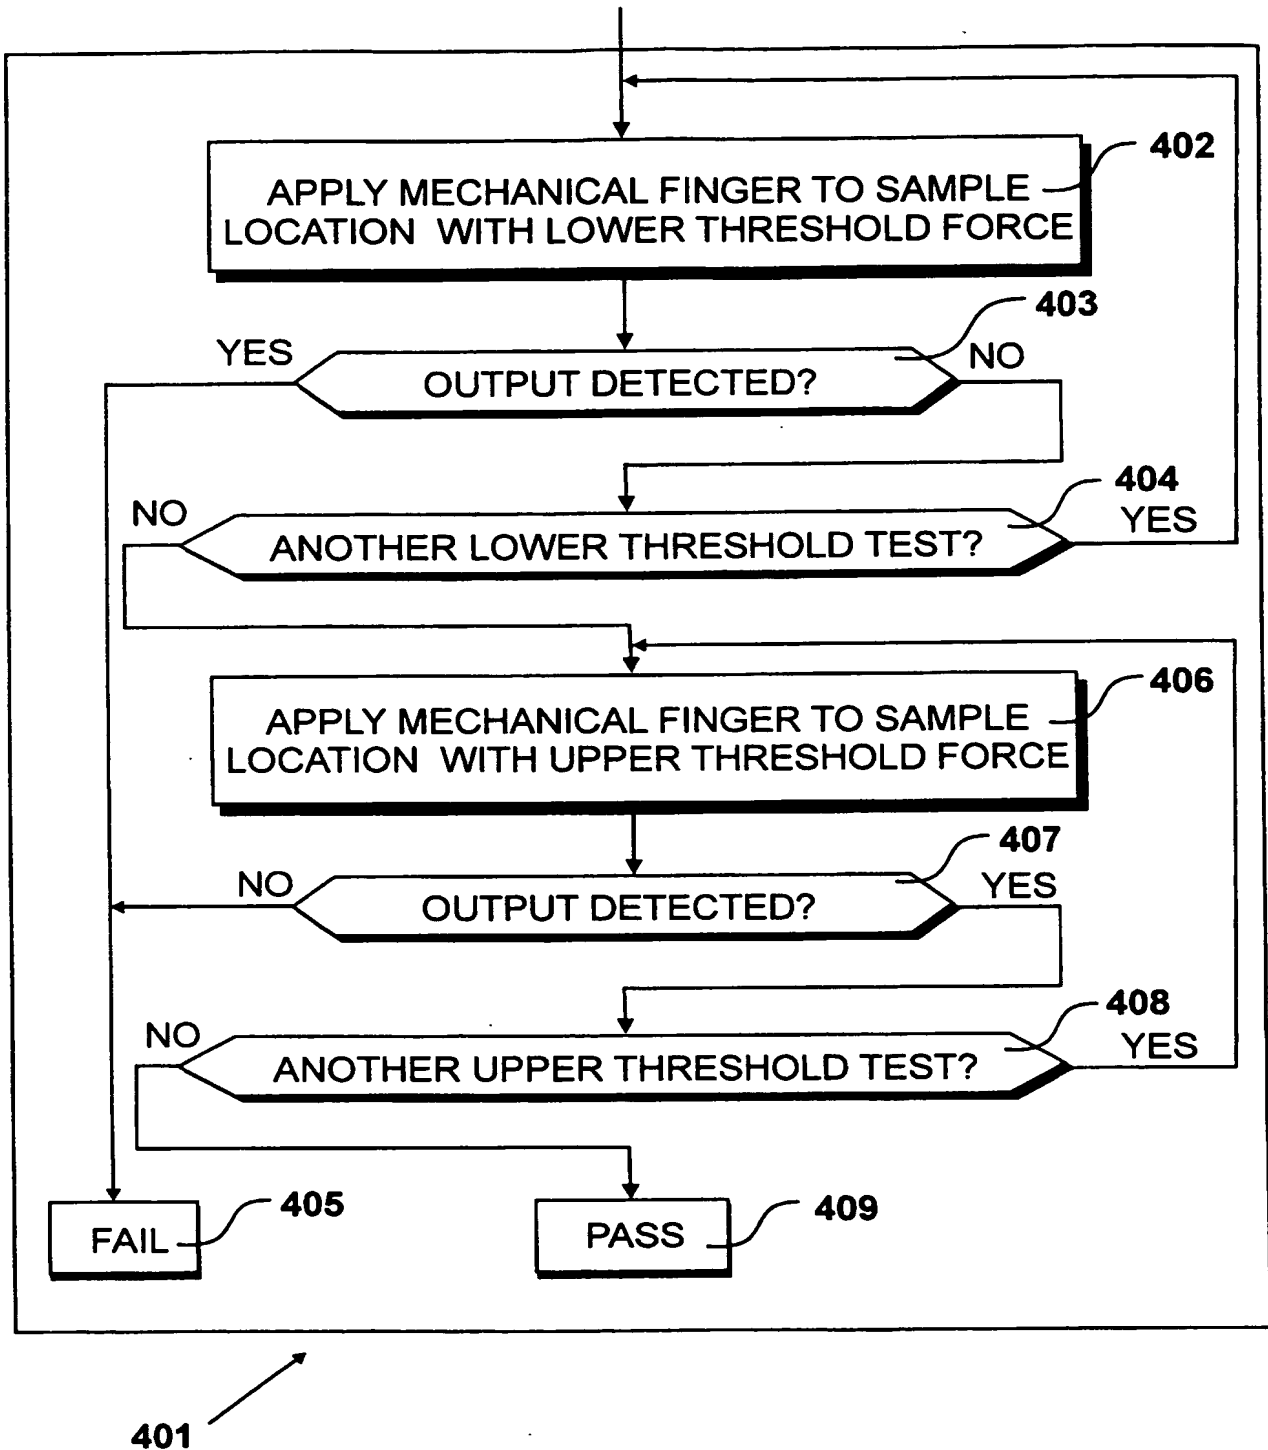 402
APPLY MECHANICAL FINGER TO SAMPLE
LOCATION WITH LOWER THRESHOLD FORCE
403
YES
NO
OUTPUT DETECTED?
404
NO
YES
ANOTHER LOWER THRESHOLD TEST?
406
APPLY MECHANICAL FINGER TO SAMPLE
LOCATION WITH UPPER THRESHOLD FORCE
407
NO
YES
OUTPUT DETECTED?
408
NO
YES
ANOTHER UPPER THRESHOLD TEST?
405
FAIL
409
PASS
401